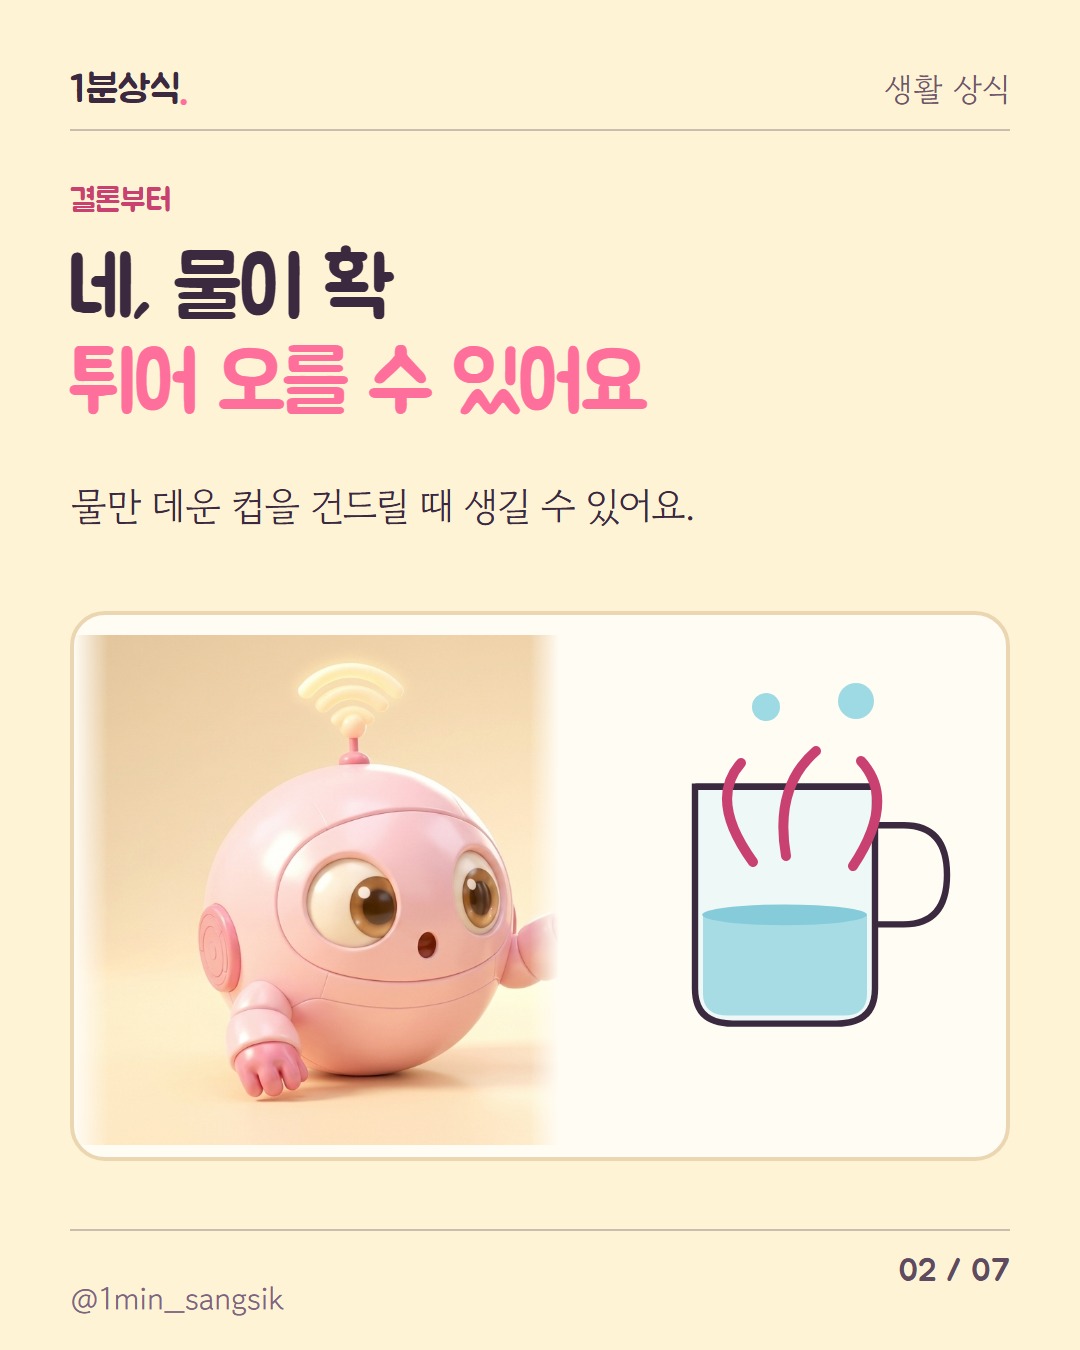 1분상식.
생활 상식
결론부터
네, 물이 확
튀어 오를 수 있어요
물만 데운 컵을 건드릴 때 생길 수 있어요.
02 / 07
@1min_sangsik